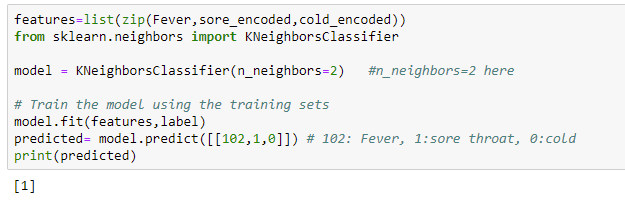 features=list(zip(Fever,sore_encoded,cold_encoded))
from sklearn.neighbors import KNeighborsClassifier
model = KNeighborsClassifier(n_neighbors=2)   #n_neighbors=2 here
# Train the model using the training sets
model.fit(features,label)
predicted= model.predict([[102,1,0]]) # 102: Fever, 1:sore throat, 0:cold
print(predicted)
[1]